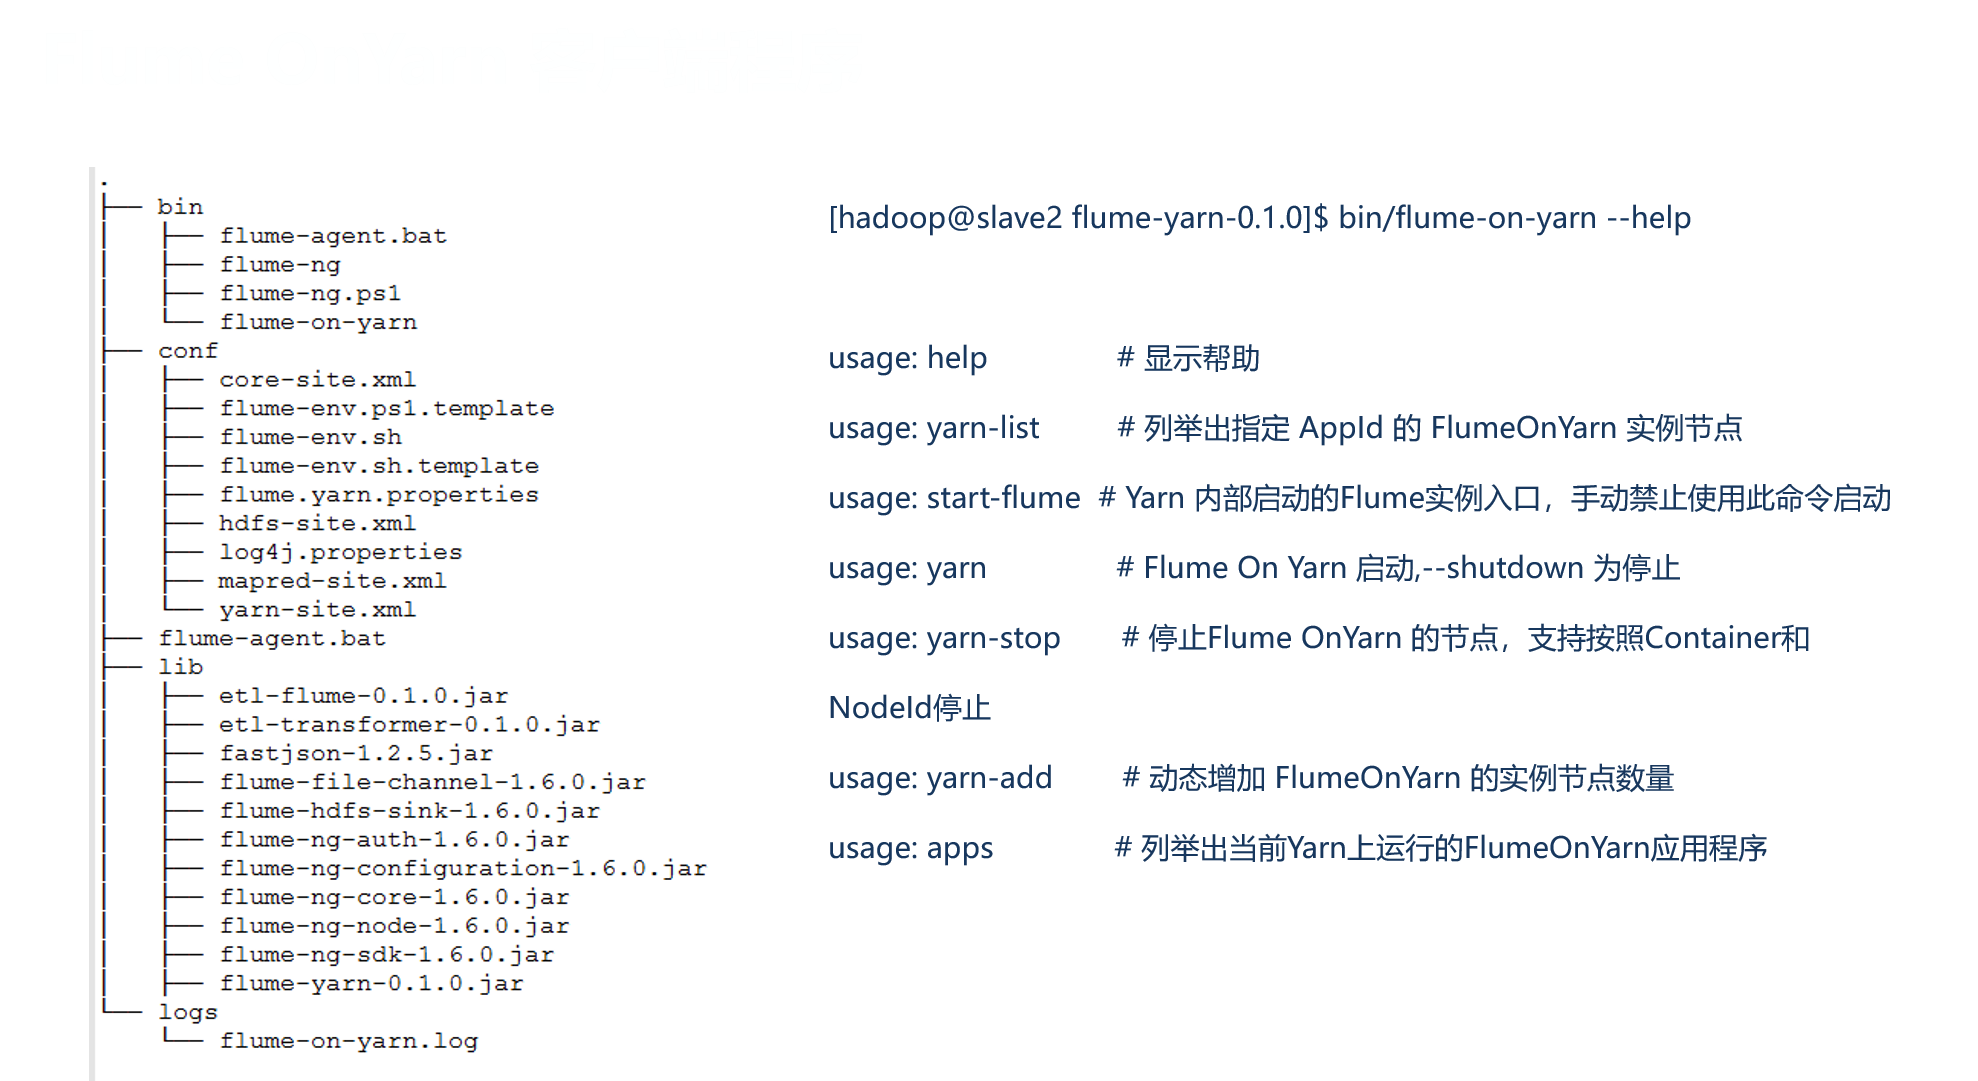 .
├── bin
│   ├── flume-agent.bat
│   ├── flume-ng
│   ├── flume-ng.ps1
│   └── flume-on-yarn
├── conf
│   ├── core-site.xml
│   ├── flume-env.ps1.template
│   ├── flume-env.sh
│   ├── flume-env.sh.template
│   ├── flume.yarn.properties
│   ├── hdfs-site.xml
│   ├── log4j.properties
│   ├── mapred-site.xml
│   └── yarn-site.xml
├── flume-agent.bat
├── lib
│   ├── etl-flume-0.1.0.jar
│   ├── etl-transformer-0.1.0.jar
│   ├── fastjson-1.2.5.jar
│   ├── flume-file-channel-1.6.0.jar
│   ├── flume-hdfs-sink-1.6.0.jar
│   ├── flume-ng-auth-1.6.0.jar
│   ├── flume-ng-configuration-1.6.0.jar
│   ├── flume-ng-core-1.6.0.jar
│   ├── flume-ng-node-1.6.0.jar
│   ├── flume-ng-sdk-1.6.0.jar
│   ├── flume-yarn-0.1.0.jar
└── logs
    └── flume-on-yarn.log
[hadoop@slave2 flume-yarn-0.1.0]$ bin/flume-on-yarn --help
usage: help # 显示帮助
usage: yarn-list # 列举出指定 AppId 的 FlumeOnYarn 实例节点
usage: start-flume # Yarn 内部启动的Flume实例入口，手动禁止使用此命令启动
usage: yarn # Flume On Yarn 启动,--shutdown 为停止
usage: yarn-stop # 停止Flume OnYarn 的节点，支持按照Container和
NodeId停止
usage: yarn-add # 动态增加 FlumeOnYarn 的实例节点数量
usage: apps # 列举出当前Yarn上运行的FlumeOnYarn应用程序